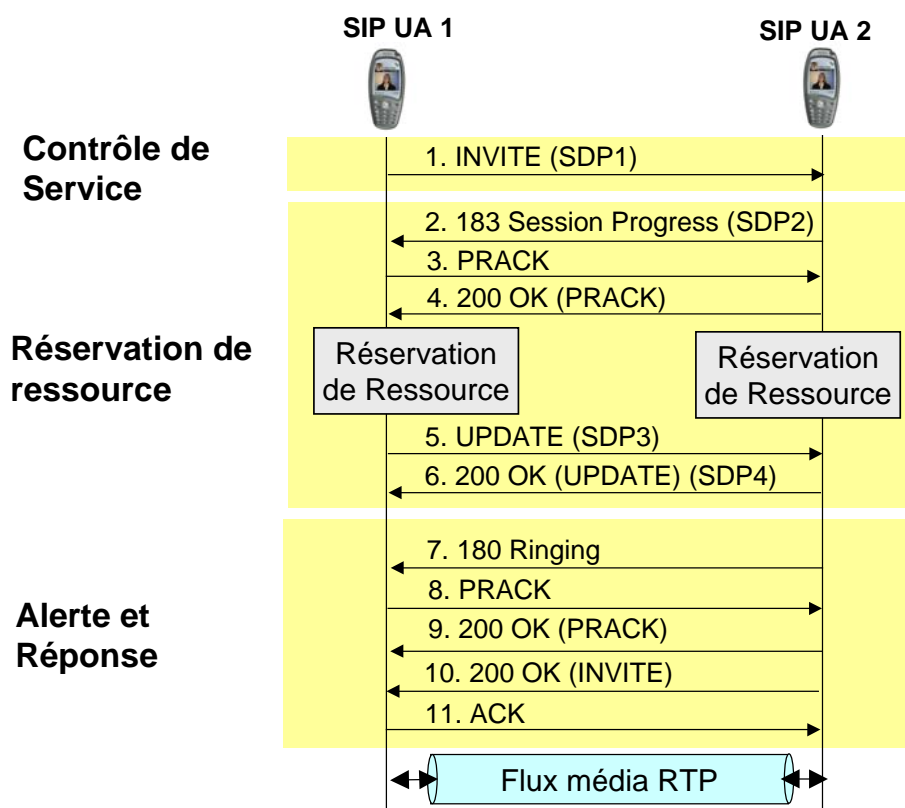 SIP UA 1
SIP UA 2
Contrôle de
Service
1. INVITE (SDP1)
2. 183 Session Progress (SDP2)
3. PRACK
4. 200 OK (PRACK)
Réservation de
ressource
Réservation
de Ressource
Réservation
de Ressource
5. UPDATE (SDP3)
6. 200 OK (UPDATE) (SDP4)
7. 180 Ringing
8. PRACK
Alerte et
Réponse
9. 200 OK (PRACK)
10. 200 OK (INVITE)
11. ACK
Flux média RTP